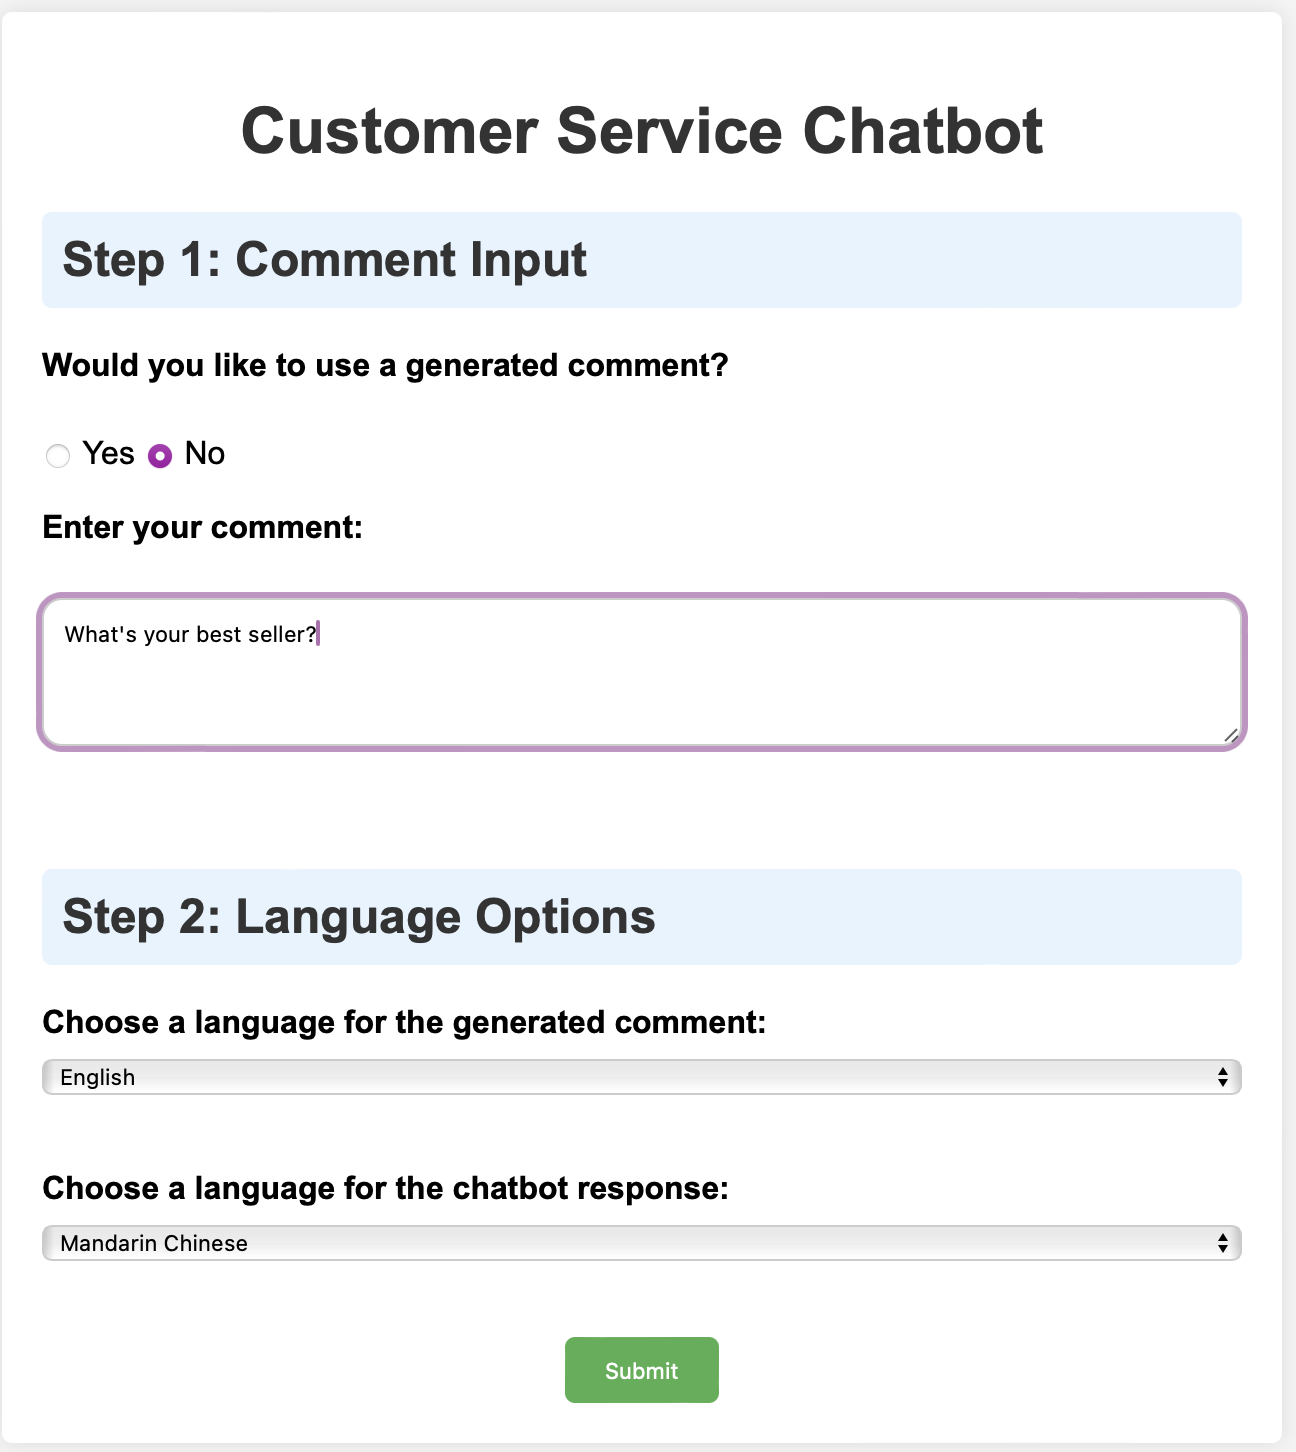 Customer Service Chatbot
Step 1: Comment Input
Would you like to use a generated comment?
Yes No
Enter your comment:
What's your best seller?
Step 2: Language Options
Choose a language for the generated comment:
English
Choose a language for the chatbot response:
Mandarin Chinese
Submit